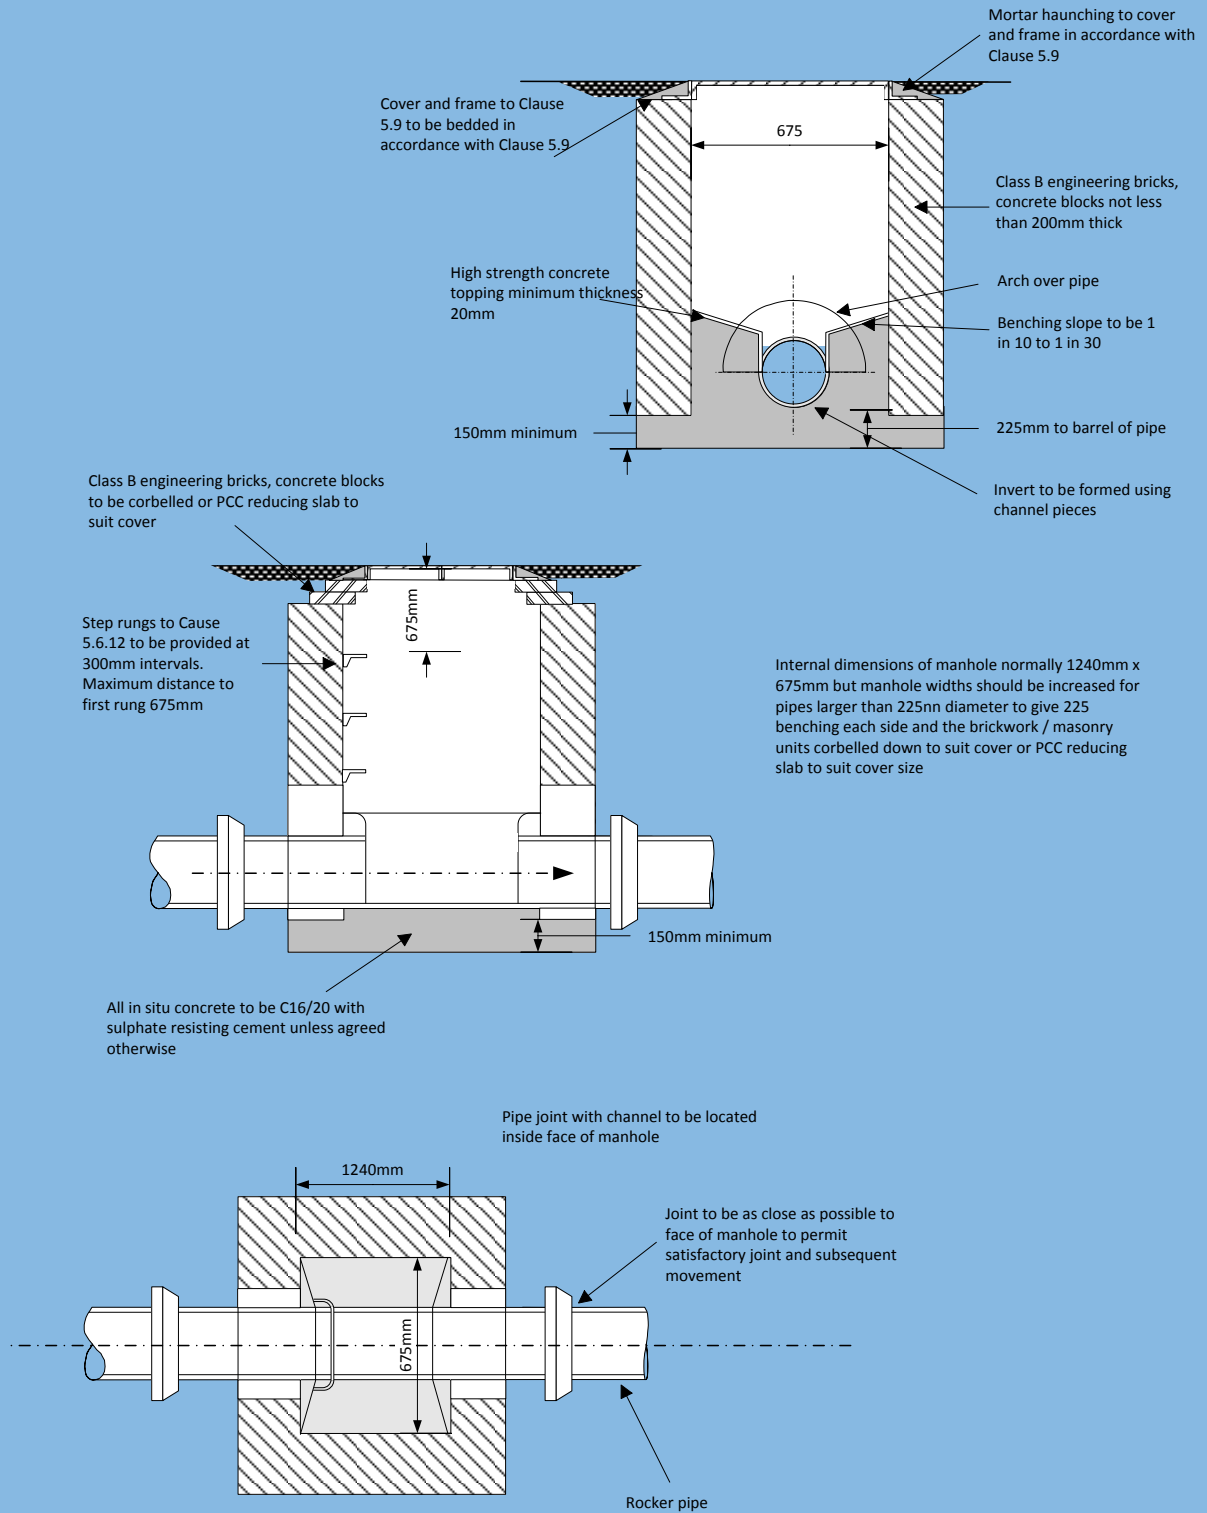 Mortar haunching to cover
and frame in accordance with
Clause 5.9
Cover and frame to Clause
5.9 to be bedded in
accordance with Clause 5.9
675
Class B engineering bricks,
concrete blocks not less
than 200mm thick
High strength concrete
topping minimum thickness
20mm
Arch over pipe
Benching slope to be 1
in 10 to 1 in 30
150mm minimum
225mm to barrel of pipe
Invert to be formed using
channel pieces
Class B engineering bricks, concrete blocks
to be corbelled or PCC reducing slab to
suit cover
675mm
Step rungs to Cause
5.6.12 to be provided at
300mm intervals.
Maximum distance to
first rung 675mm
Internal dimensions of manhole normally 1240mm x
675mm but manhole widths should be increased for
pipes larger than 225nn diameter to give 225
benching each side and the brickwork / masonry
units corbelled down to suit cover or PCC reducing
slab to suit cover size
150mm minimum
All in situ concrete to be C16/20 with
sulphate resisting cement unless agreed
otherwise
Pipe joint with channel to be located
inside face of manhole
1240mm
Joint to be as close as possible to
face of manhole to permit
satisfactory joint and subsequent
movement
675mm
Rocker pipe